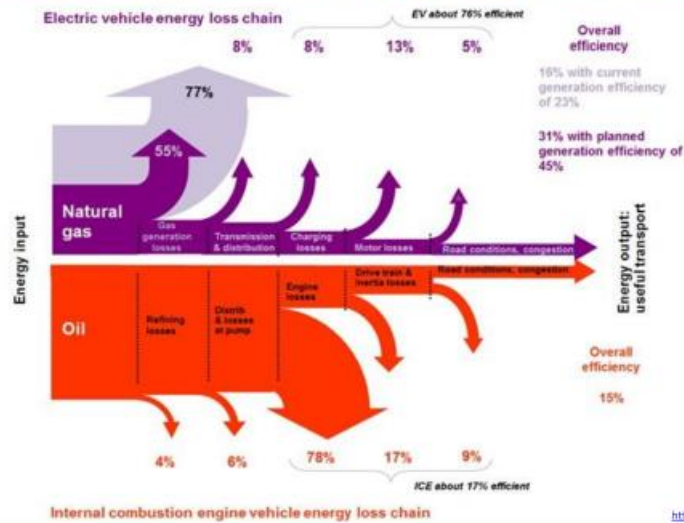 Electric vehicle energy loss chain
EV about 76% efficient
8%
8%
13%
5%
Overall
efficiency
16% with current
generation efficiency
of 23%
31% with planned
generation efficiency of
45%
77%
55%
Energy input
Natural
gas
Gas
generation
losses
Transmission
& distribution
Charging
losses
Motor losses
Road conditions, congestion
Energy output:
useful transport
Oil
Refining
losses
Distrib
& losses
at pump
Engine
losses
Drive train &
Inertia losses
Road conditions, congestion
Overall
efficiency
15%
4%
6%
78%
17%
9%
ICE about 17% efficient
Internal combustion engine vehicle energy loss chain